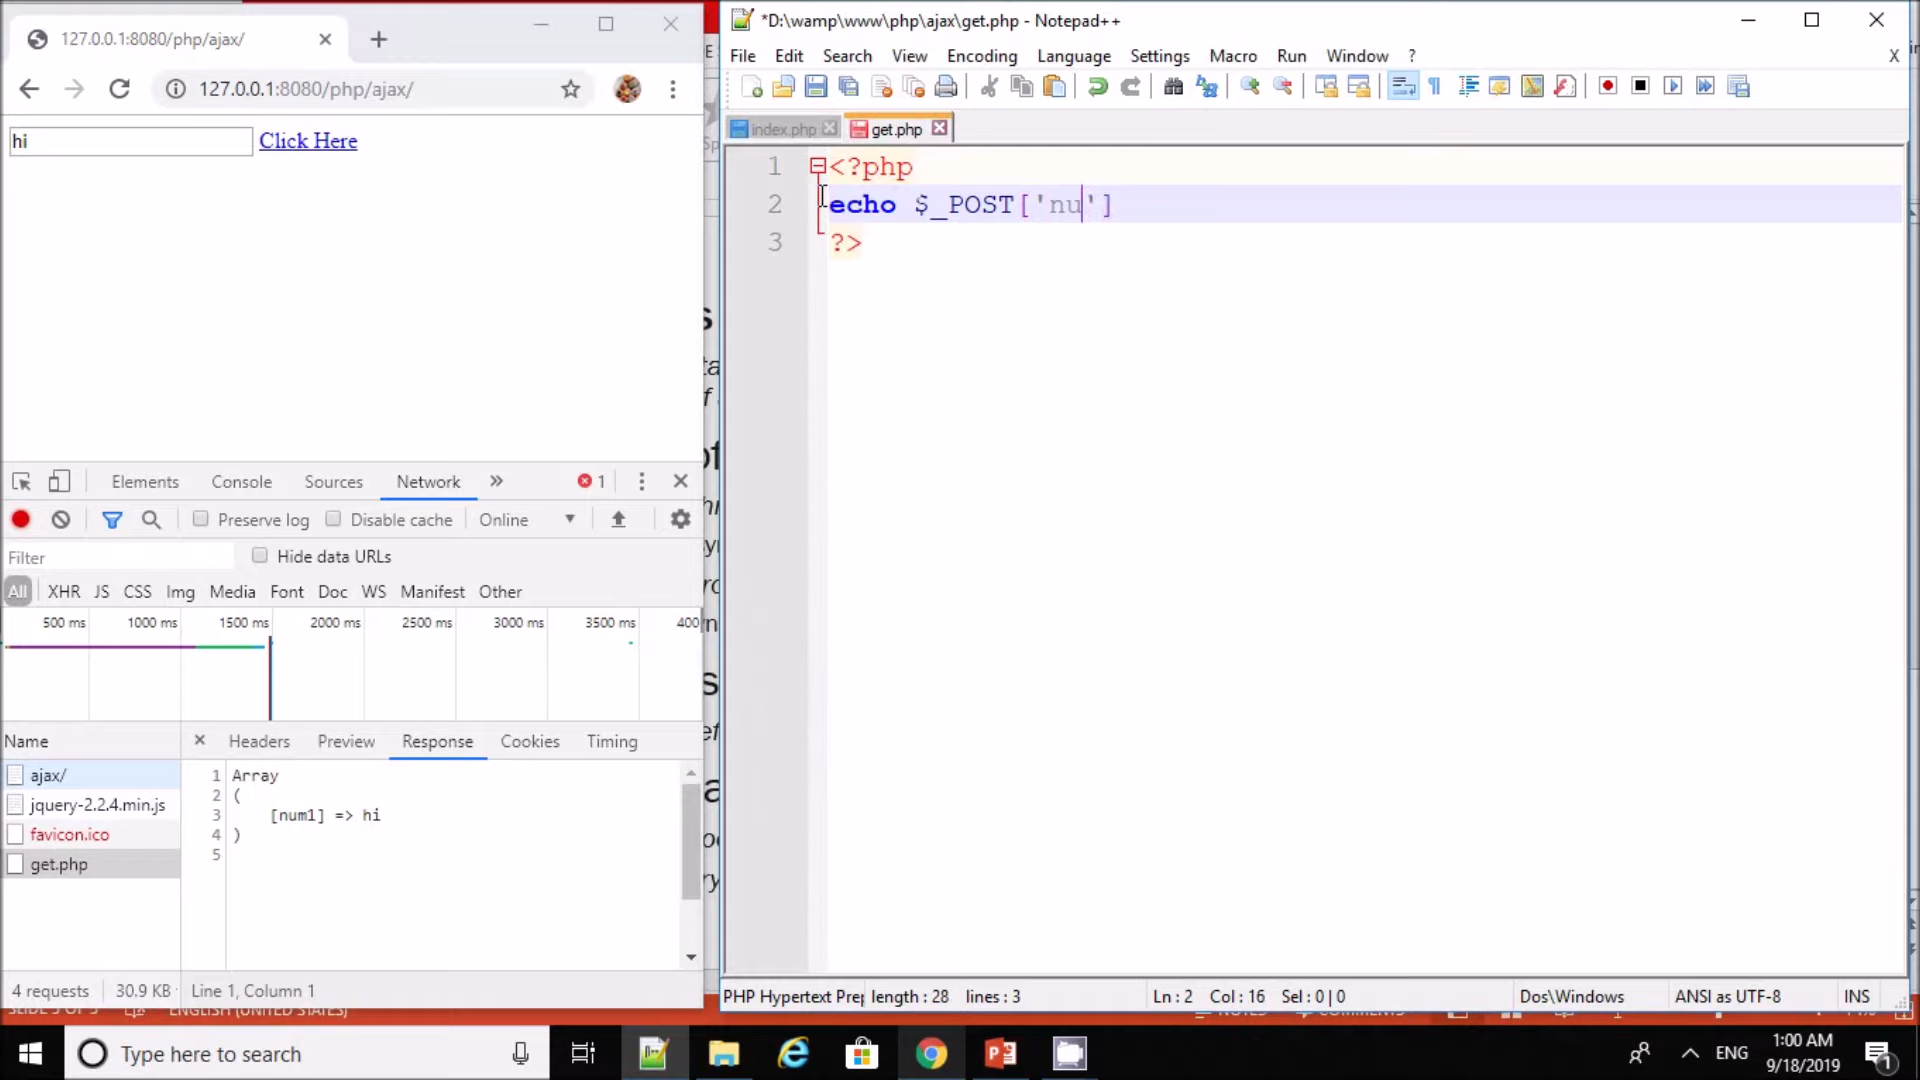 127.0.0.1:8080/php/ajax/
127.0.0.1:8080/php/ajax/
hi Click Here
Elements Console Sources Network 1
Preserve log Disable cache Online
Filter Hide data URLs
All XHR JS CSS Img Media Font Doc WS Manifest Other
500 ms 1000 ms 1500 ms 2000 ms 2500 ms 3000 ms 3500 ms 400
Name Headers Preview Response Cookies Timing
ajax/
jquery-2.2.4.min.js
favicon.ico
get.php
1 Array
2 (
3 [num1] => hi
4 )
5
4 requests 30.9 KB Line 1, Column 1
*D:\wamp\www\php\ajax\get.php - Notepad++
File Edit Search View Encoding Language Settings Macro Run Window ? X
index.php get.php
1 <?php
2 echo $_POST['nu']
3 ?>
PHP Hypertext Prep length : 28 lines : 3 Ln : 2 Col : 16 Sel : 0 | 0 Dos\Windows ANSI as UTF-8 INS
ENGLISH (UNITED STATES)
NOTES COMMENTS
Type here to search
ENG 1:00 AM
9/18/2019 1